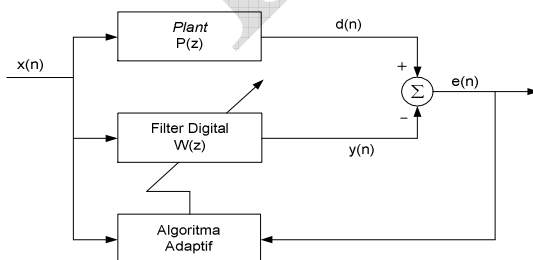 Plant
P(z)
d(n)
x(n)
+
Σ
e(n)
−
Filter Digital
W(z)
y(n)
Algoritma
Adaptif